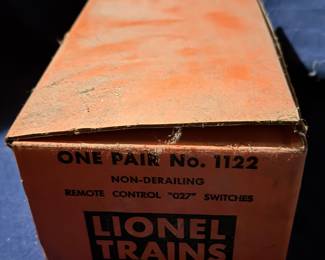 ONE PAIR No. 1122
NON-DERAILING
REMOTE CONTROL "027" SWITCHES
LIONEL
TRAINS